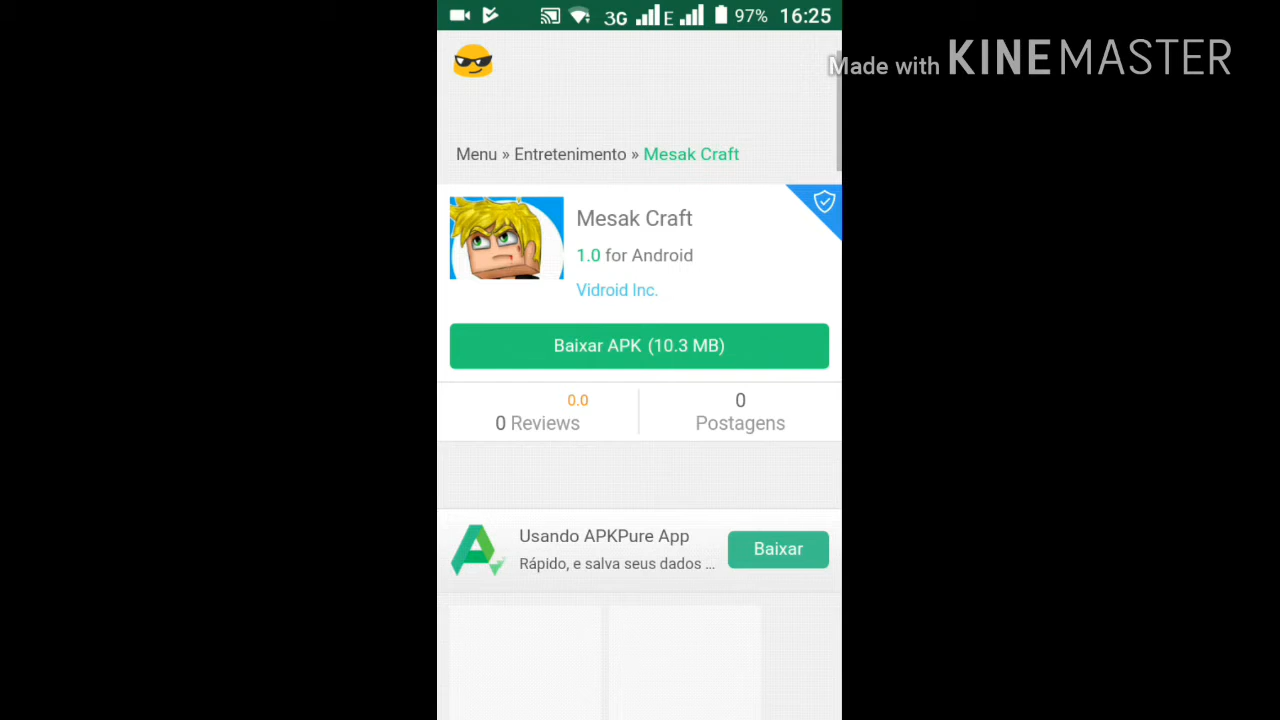 3G E 97% 16:25
Made with KINEMASTER
Menu » Entretenimento » Mesak Craft
Mesak Craft
1.0 for Android
Vidroid Inc.
Baixar APK (10.3 MB)
0.0
0 Reviews
0
Postagens
Usando APKPure App
Rápido, e salva seus dados ...
Baixar